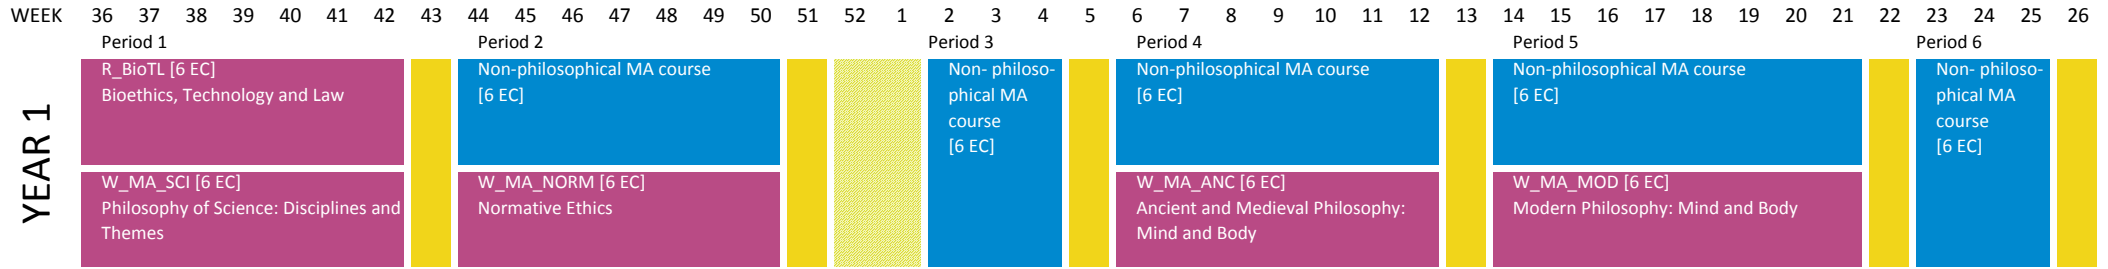 WEEK 36 37 38 39 40 41 42 43 44 45 46 47 48 49 50 51 52 1 2 3 4 5 6 7 8 9 10 11 12 13 14 15 16 17 18 19 20 21 22 23 24 25 26
Period 1 Period 2 Period 3 Period 4 Period 5 Period 6
YEAR 1
R_BioTL [6 EC]
Bioethics, Technology and Law
W_MA_SCI [6 EC]
Philosophy of Science: Disciplines and
Themes
Non-philosophical MA course
[6 EC]
W_MA_NORM [6 EC]
Normative Ethics
Non- philoso-
phical MA
course
[6 EC]
Non-philosophical MA course
[6 EC]
W_MA_ANC [6 EC]
Ancient and Medieval Philosophy:
Mind and Body
Non-philosophical MA course
[6 EC]
W_MA_MOD [6 EC]
Modern Philosophy: Mind and Body
Non- philoso-
phical MA
course
[6 EC]